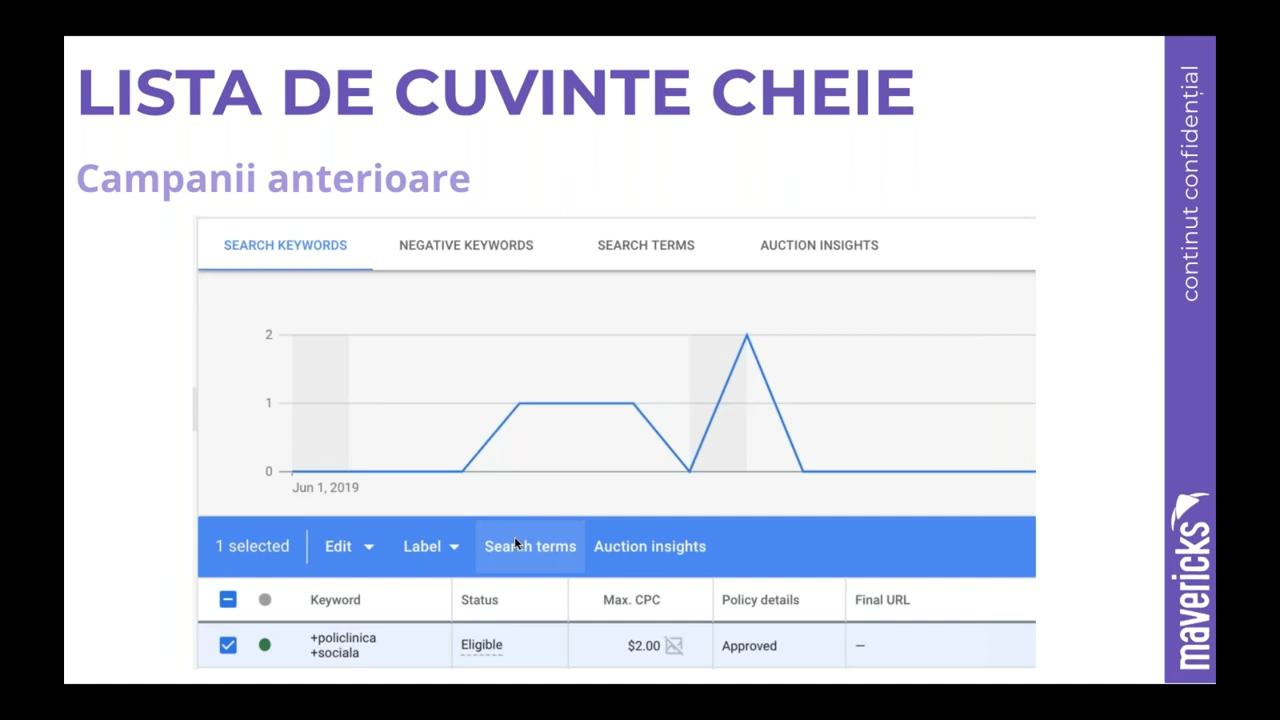 LISTA DE CUVINTE CHEIE
Campanii anterioare
SEARCH KEYWORDS NEGATIVE KEYWORDS SEARCH TERMS AUCTION INSIGHTS
2
1
0
Jun 1, 2019
1 selected Edit Label Search terms Auction insights
Keyword Status Max. CPC Policy details Final URL
+policlinica
+sociala
Eligible $2.00 Approved —
continut confidențial
mavericks